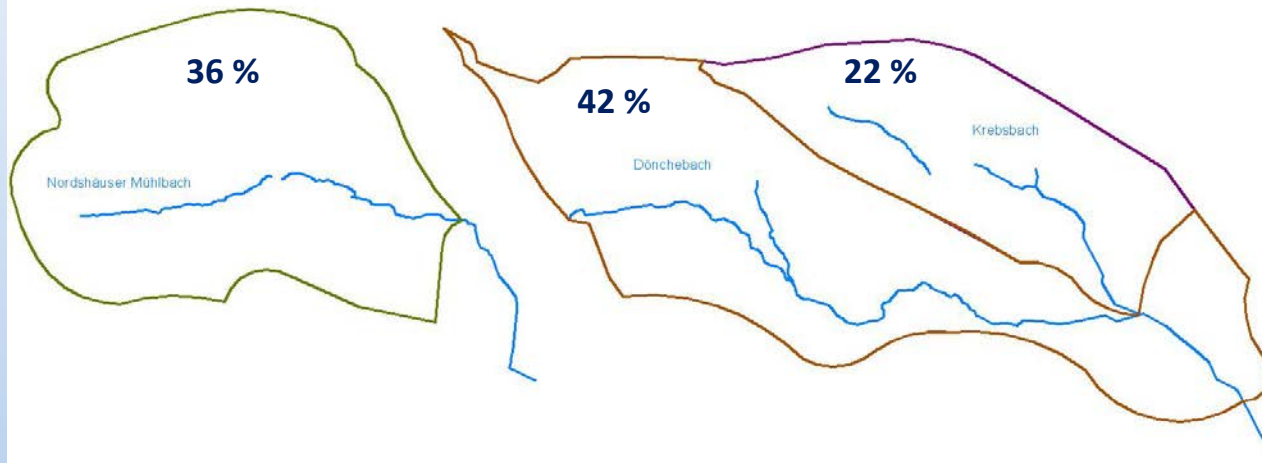 36 %
42 %
22 %
Krebsbach
Dönchebach
Nordshäuser Mühlbach